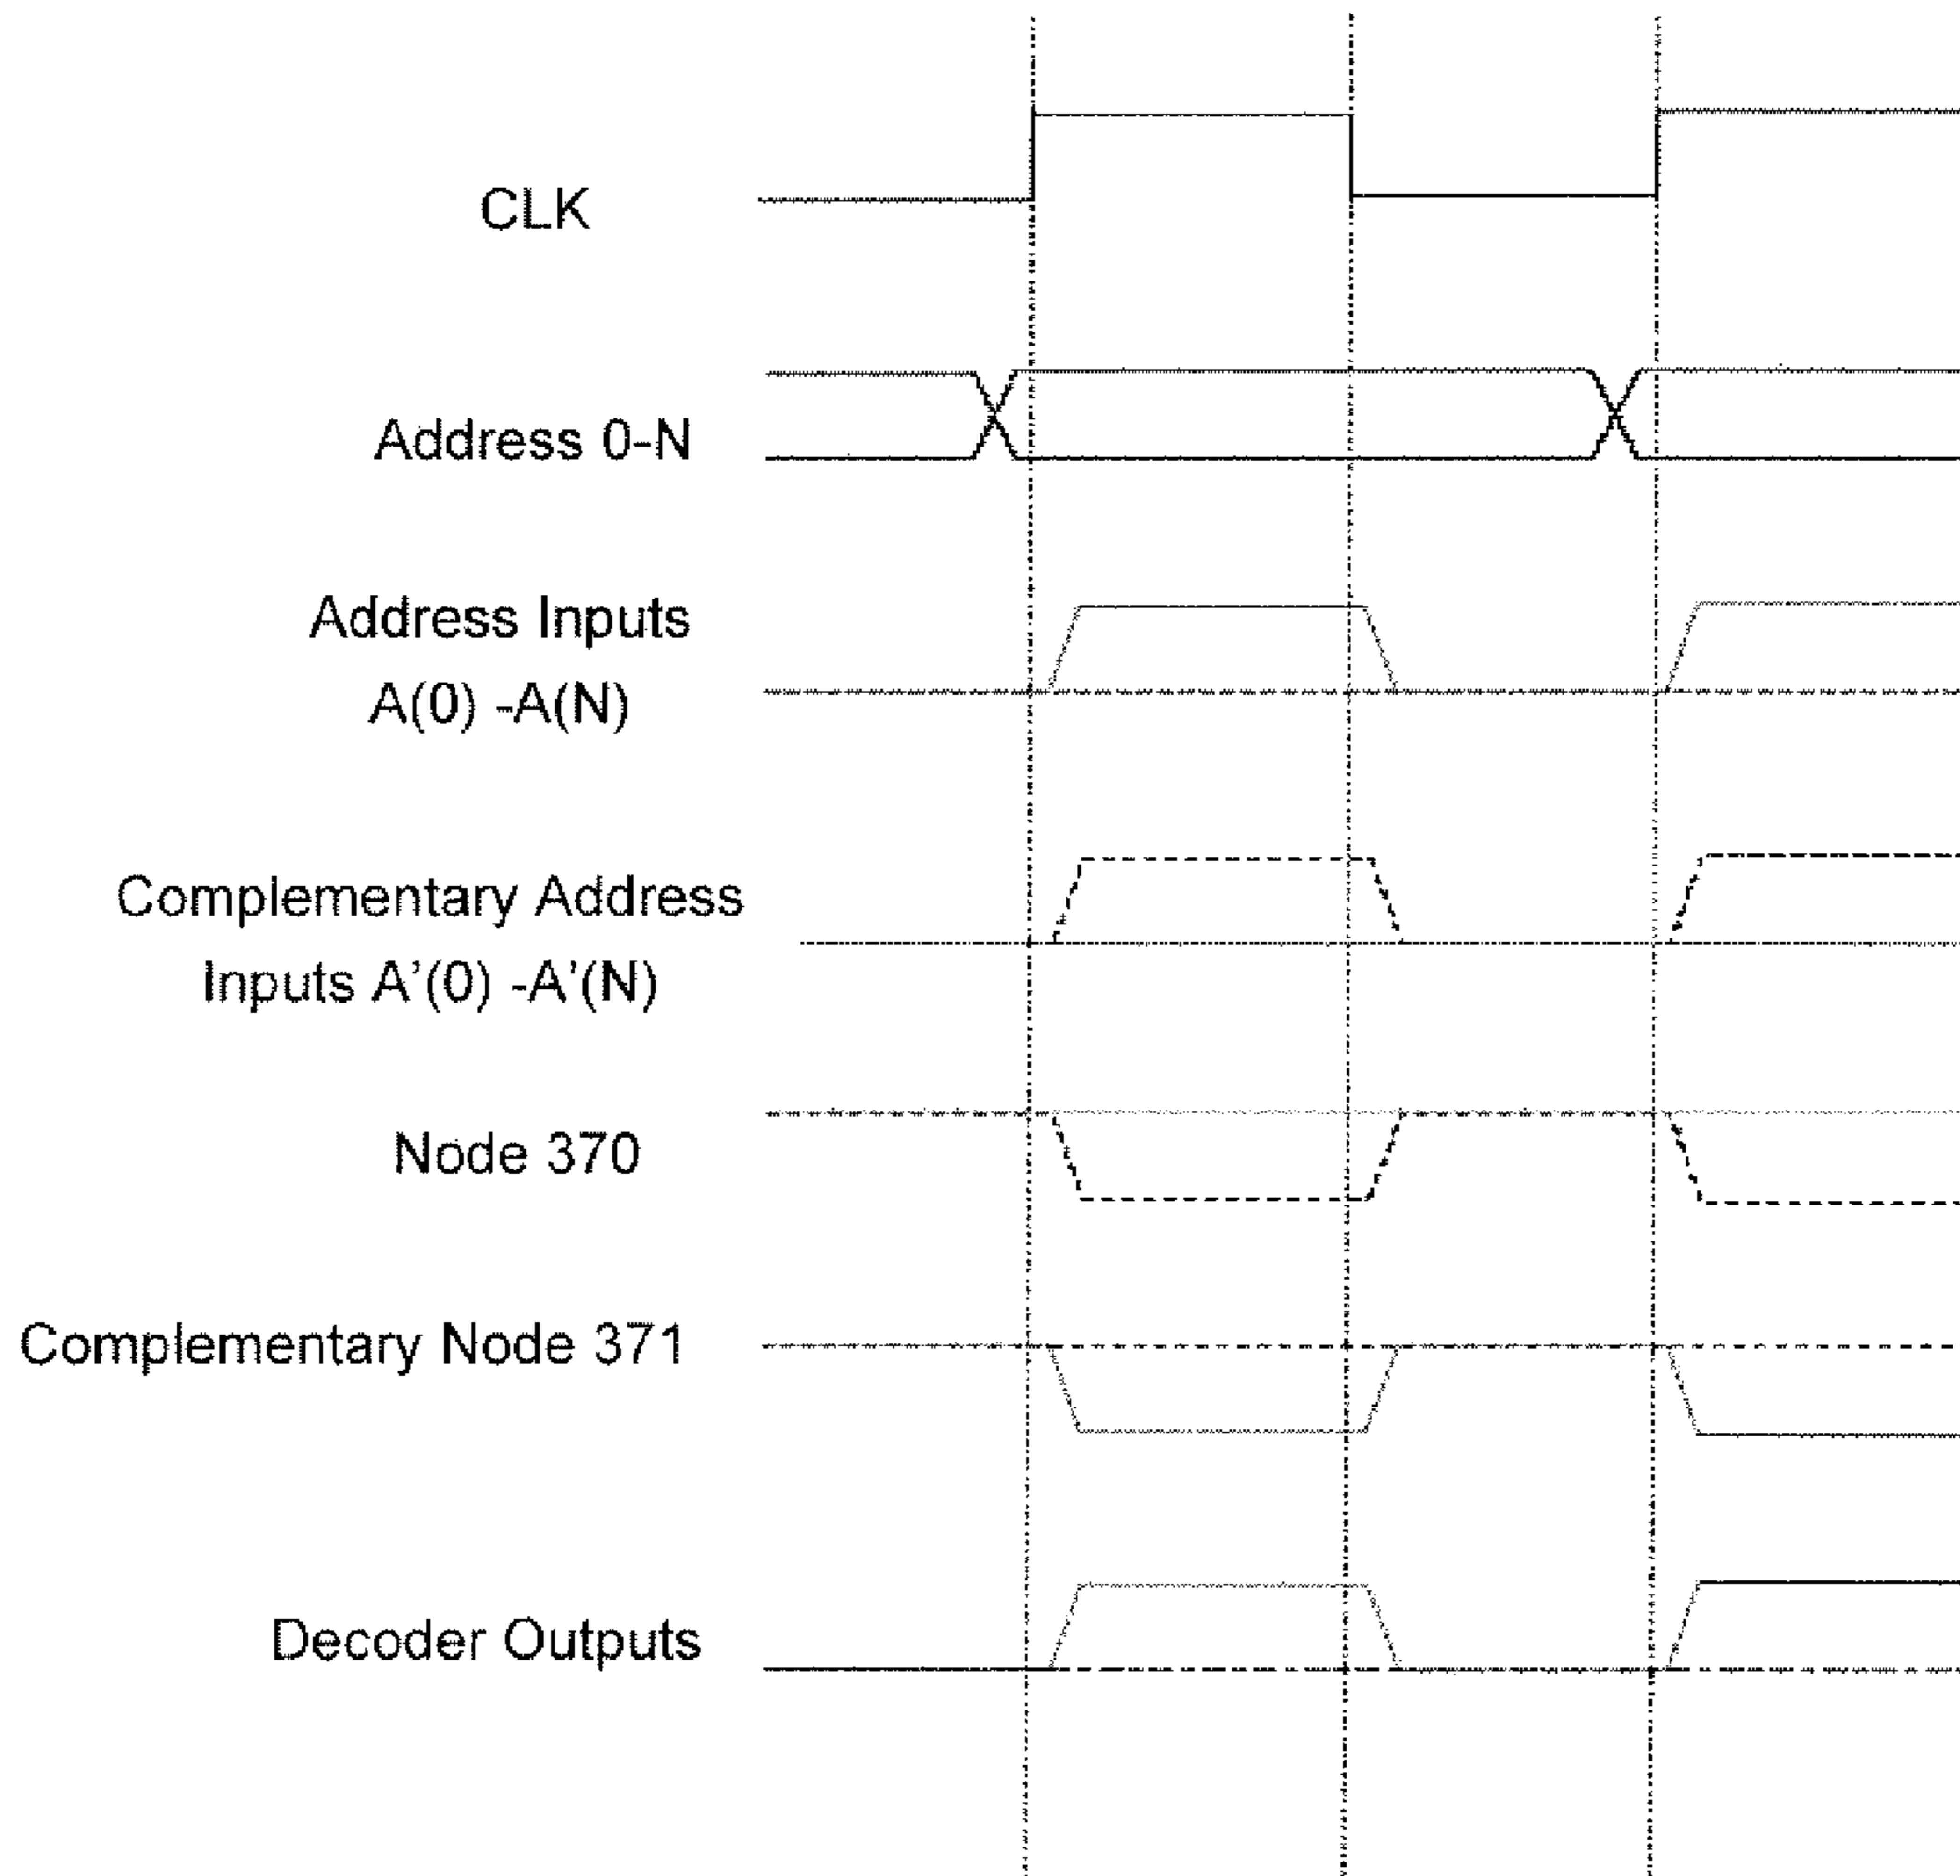 CLK
Address 0-N
Address Inputs
A(0) -A(N)
Complementary Address
Inputs A'(0) -A'(N)
Node 370
Complementary Node 371
Decoder Outputs